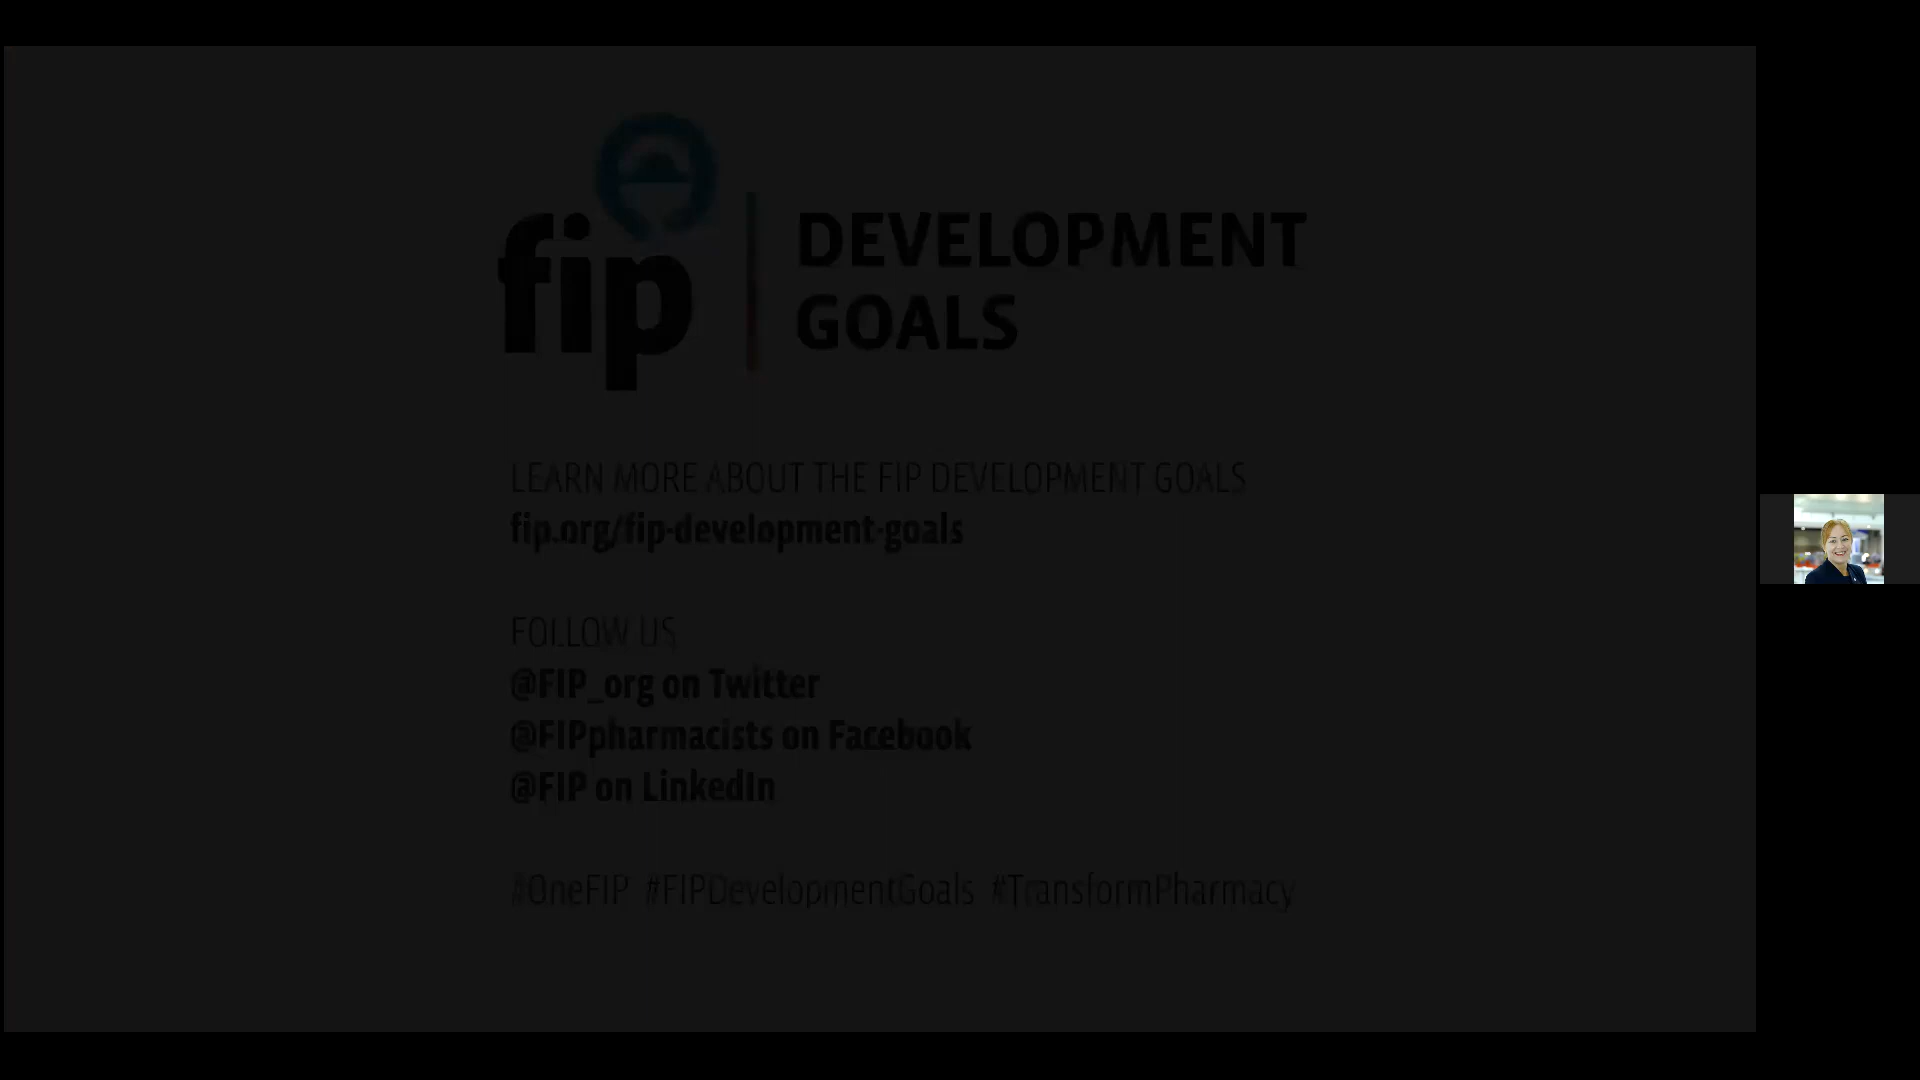 fip
DEVELOPMENT
GOALS
LEARN MORE ABOUT THE FIP DEVELOPMENT GOALS
fip.org/fip-development-goals
FOLLOW US
@FIP_org on Twitter
@FIPpharmacists on Facebook
@FIP on LinkedIn
#OneFIP #FIPDevelopmentGoals #TransformPharmacy